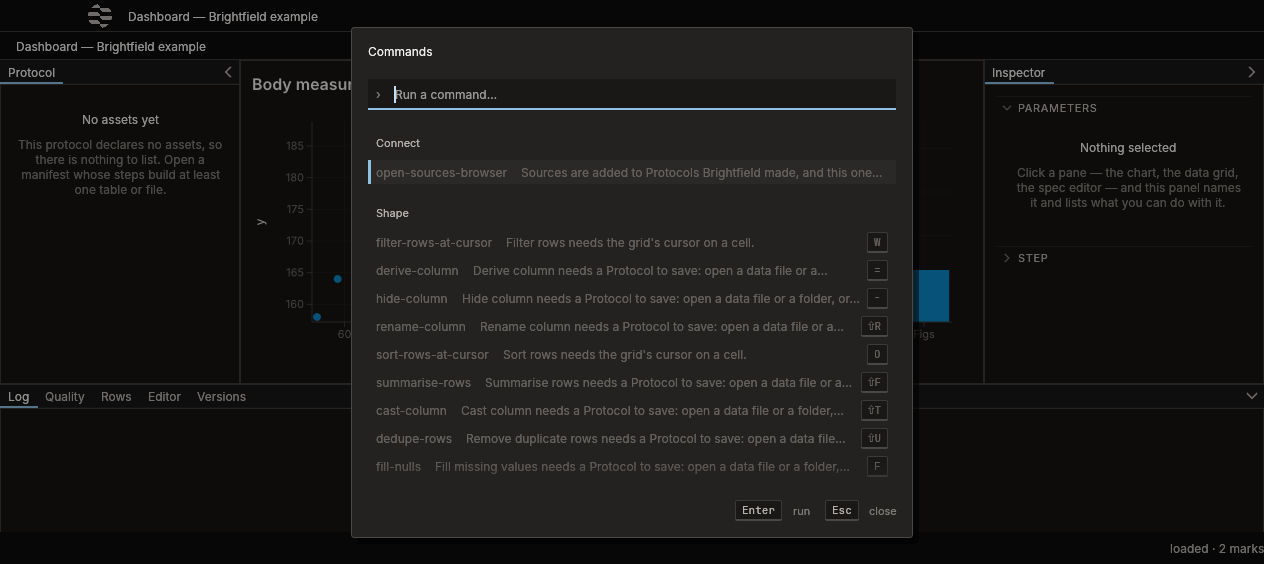 Dashboard — Brightfield example
Dashboard — Brightfield example
Protocol
No assets yet
This protocol declares no assets, so
there is nothing to list. Open a
manifest whose steps build at least
one table or file.
Body measur
185
180
175
170
165
160
y
60
Figs
Commands
› Run a command...
Connect
open-sources-browser Sources are added to Protocols Brightfield made, and this one...
Shape
filter-rows-at-cursor Filter rows needs the grid's cursor on a cell. W
derive-column Derive column needs a Protocol to save: open a data file or a... =
hide-column Hide column needs a Protocol to save: open a data file or a folder, or... -
rename-column Rename column needs a Protocol to save: open a data file or a... ⇧R
sort-rows-at-cursor Sort rows needs the grid's cursor on a cell. O
summarise-rows Summarise rows needs a Protocol to save: open a data file or a... ⇧F
cast-column Cast column needs a Protocol to save: open a data file or a folder,... ⇧T
dedupe-rows Remove duplicate rows needs a Protocol to save: open a data file... ⇧U
fill-nulls Fill missing values needs a Protocol to save: open a data file or a folder,... F
Enter run Esc close
Inspector
PARAMETERS
Nothing selected
Click a pane — the chart, the data grid,
the spec editor — and this panel names
it and lists what you can do with it.
STEP
Log Quality Rows Editor Versions
loaded · 2 marks